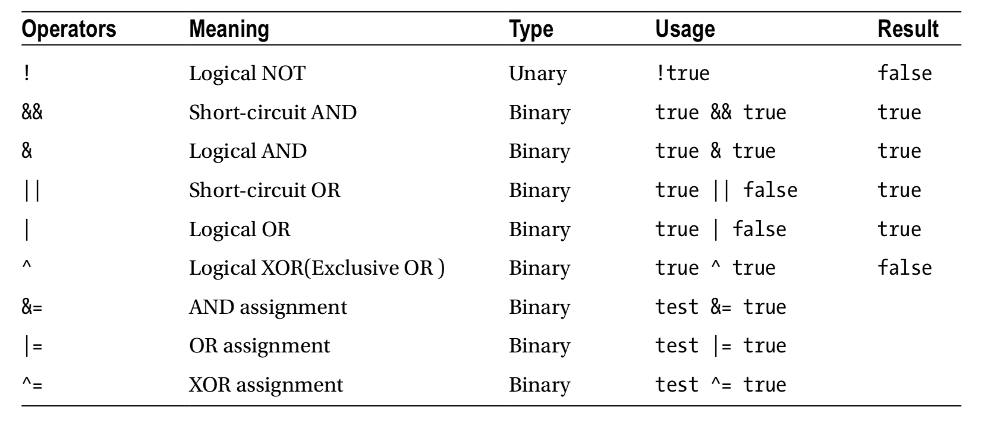 Operators Meaning Type Usage Result
! Logical NOT Unary !true false
&& Short-circuit AND Binary true && true true
& Logical AND Binary true & true true
|| Short-circuit OR Binary true || false true
| Logical OR Binary true | false true
^ Logical XOR(Exclusive OR ) Binary true ^ true false
&= AND assignment Binary test &= true
|= OR assignment Binary test |= true
^= XOR assignment Binary test ^= true